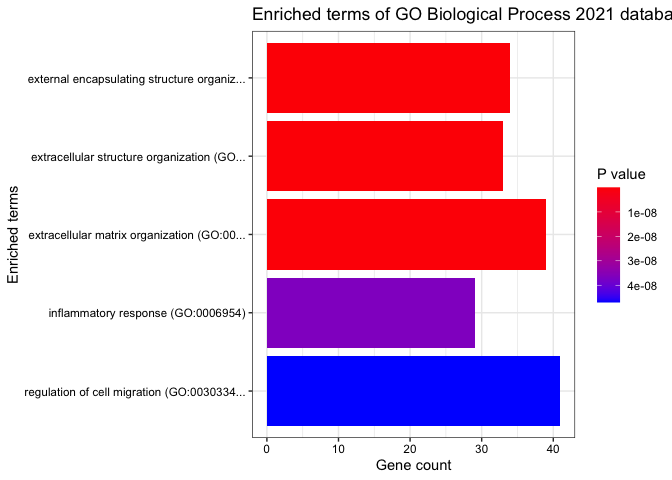 Enriched terms of GO Biological Process 2021 databa
external encapsulating structure organiz...
extracellular structure organization (GO...
extracellular matrix organization (GO:00...
inflammatory response (GO:0006954)
regulation of cell migration (GO:0030334...
Enriched terms
0 10 20 30 40
Gene count
P value
1e-08
2e-08
3e-08
4e-08